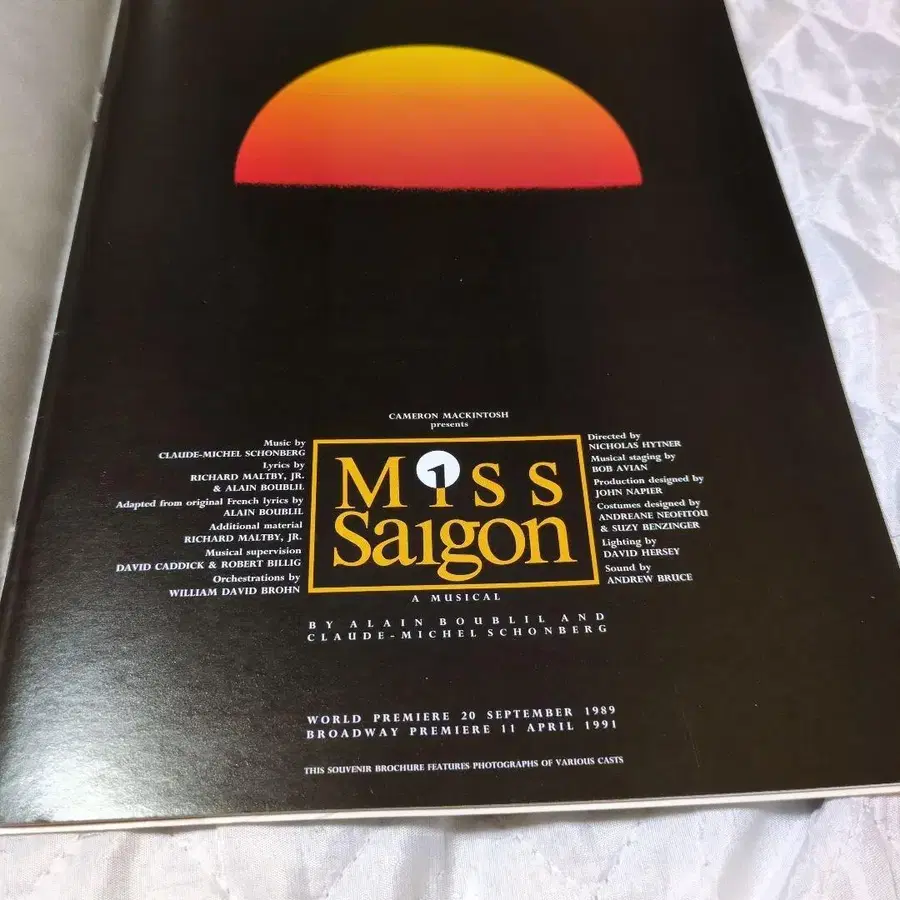 CAMERON MACKINTOSH
presents
Music by
CLAUDE-MICHEL SCHONBERG
Lyrics by
RICHARD MALTBY, JR.
& ALAIN BOUBLIL
Adapted from original French lyrics by
ALAIN BOUBLIL
Additional material
RICHARD MALTBY, JR.
Musical supervision
DAVID CADDICK & ROBERT BILLIG
Orchestrations by
WILLIAM DAVID BROHN
Miss
Saigon
Directed by
NICHOLAS HYTNER
Musical staging by
BOB AVIAN
Production designed by
JOHN NAPIER
Costumes designed by
ANDREANE NEOFITOU
& SUZY BENZINGER
Lighting by
DAVID HERSEY
Sound by
ANDREW BRUCE
A MUSICAL
BY ALAIN BOUBLIL AND
CLAUDE-MICHEL SCHONBERG
WORLD PREMIERE 20 SEPTEMBER 1989
BROADWAY PREMIERE 11 APRIL 1991
THIS SOUVENIR BROCHURE FEATURES PHOTOGRAPHS OF VARIOUS CASTS